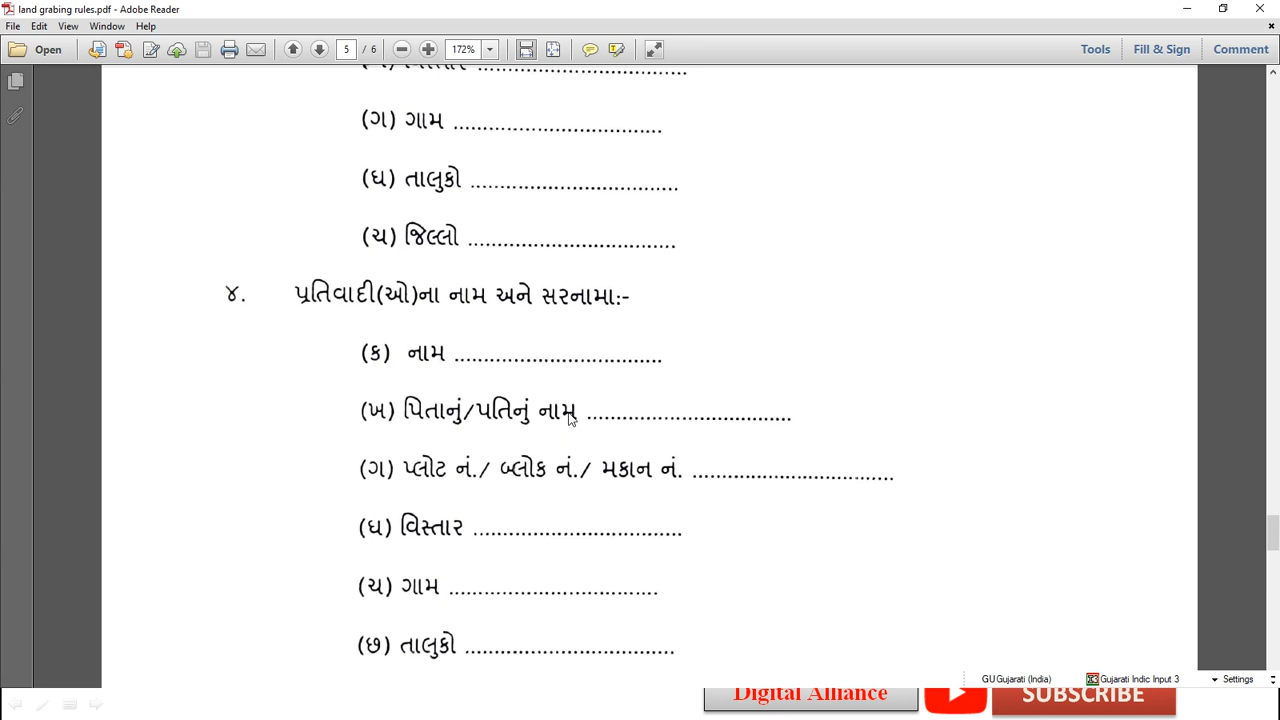 land grabing rules.pdf - Adobe Reader
File Edit View Window Help
Open 5 / 6 172% Tools Fill & Sign Comment
(ગ) ગામ ....................................
(ઘ) તાલુકો ....................................
(ચ) જિલ્લો ....................................
૪. પ્રતિવાદી(ઓ)ના નામ અને સરનામા:-
(ક) નામ ....................................
(ખ) પિતાનું/પતિનું નામ ....................................
(ગ) પ્લોટ નં./ બ્લોક નં./ મકાન નં. ....................................
(ઘ) વિસ્તાર ....................................
(ચ) ગામ ....................................
(છ) તાલુકો ....................................
GU Gujarati (India) Gujarati Indic Input 3 Settings
Digital Alliance SUBSCRIBE